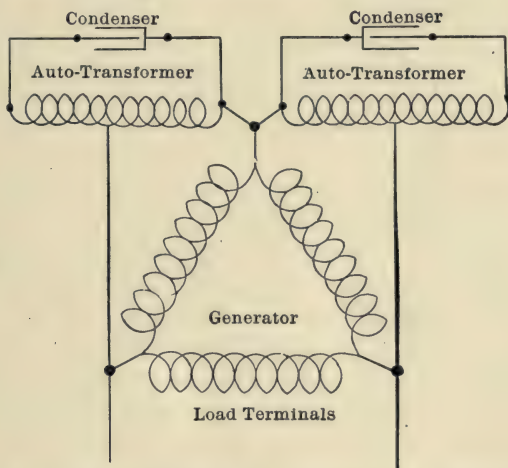 Condenser
Condenser
Auto-Transformer
Auto-Transformer
Generator
Load Terminals